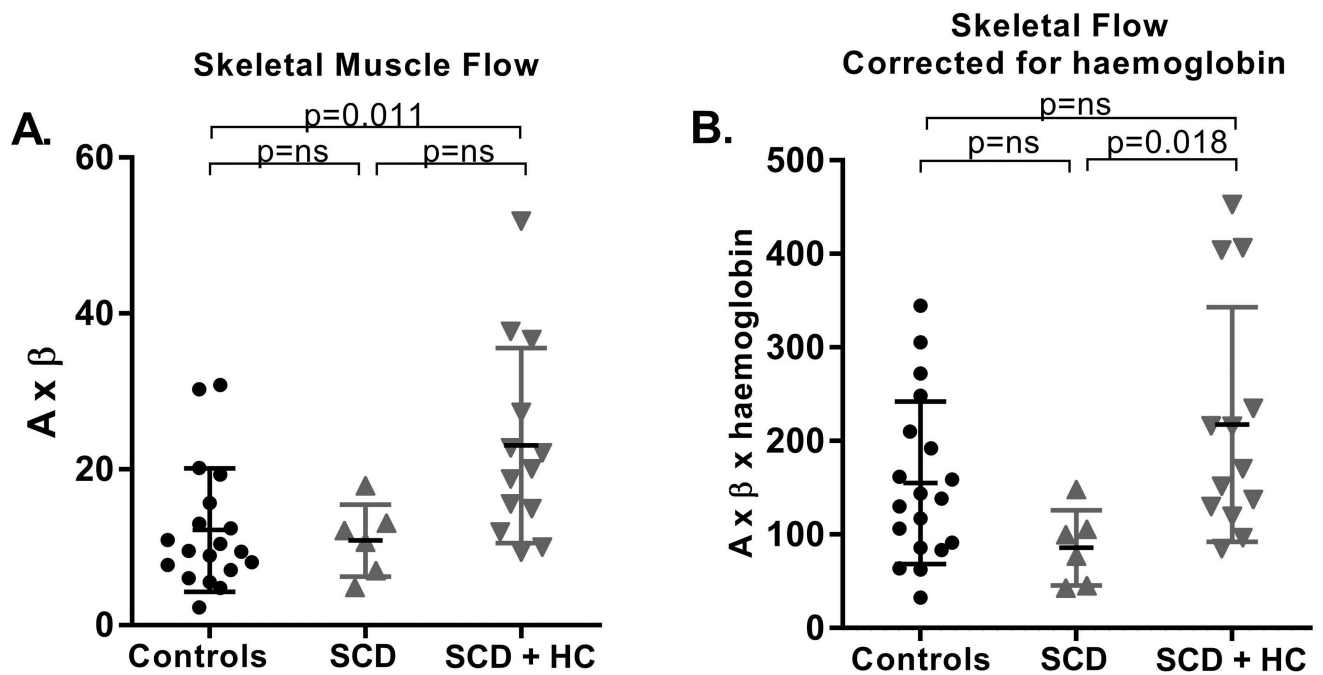 Skeletal Muscle Flow
A.
p=0.011
p=ns
p=ns
60
40
20
0
A x β
Controls
SCD
SCD + HC
Skeletal Flow
Corrected for haemoglobin
B.
p=ns
p=ns
p=0.018
500
400
300
200
100
0
A x β x haemoglobin
Controls
SCD
SCD + HC